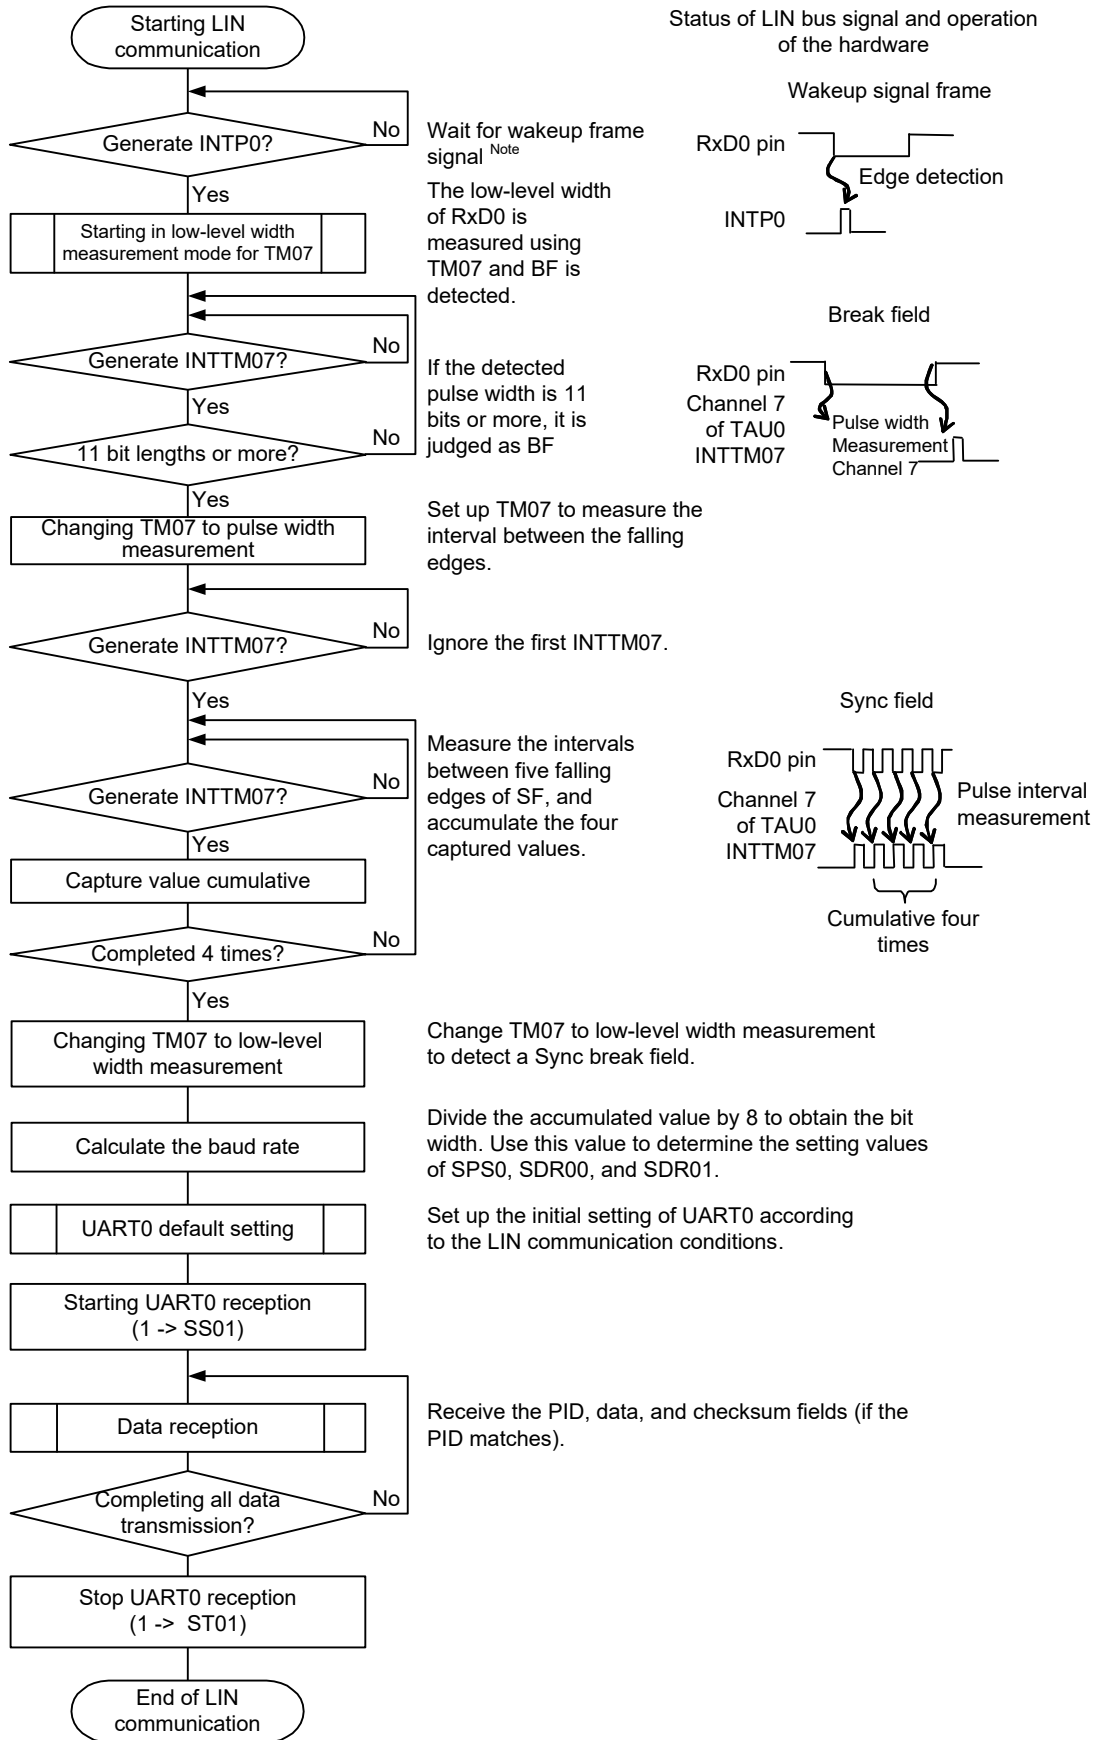 Starting LIN
communication
Status of LIN bus signal and operation
of the hardware
Wakeup signal frame
Generate INTP0?
No
Yes
Wait for wakeup frame
signal Note
RxD0 pin
Edge detection
INTP0
Starting in low-level width
measurement mode for TM07
The low-level width
of RxD0 is
measured using
TM07 and BF is
detected.
Break field
Generate INTTM07?
No
Yes
If the detected
pulse width is 11
bits or more, it is
judged as BF
RxD0 pin
Channel 7
of TAU0
INTTM07
Pulse width
Measurement
Channel 7
11 bit lengths or more?
No
Yes
Changing TM07 to pulse width
measurement
Set up TM07 to measure the
interval between the falling
edges.
Generate INTTM07?
No
Yes
Ignore the first INTTM07.
Sync field
Generate INTTM07?
No
Yes
Measure the intervals
between five falling
edges of SF, and
accumulate the four
captured values.
RxD0 pin
Channel 7
of TAU0
INTTM07
Pulse interval
measurement
Cumulative four
times
Capture value cumulative
Completed 4 times?
No
Yes
Changing TM07 to low-level
width measurement
Change TM07 to low-level width measurement
to detect a Sync break field.
Calculate the baud rate
Divide the accumulated value by 8 to obtain the bit
width. Use this value to determine the setting values
of SPS0, SDR00, and SDR01.
UART0 default setting
Set up the initial setting of UART0 according
to the LIN communication conditions.
Starting UART0 reception
(1 -> SS01)
Data reception
Receive the PID, data, and checksum fields (if the
PID matches).
Completing all data
transmission?
No
Stop UART0 reception
(1 -> ST01)
End of LIN
communication